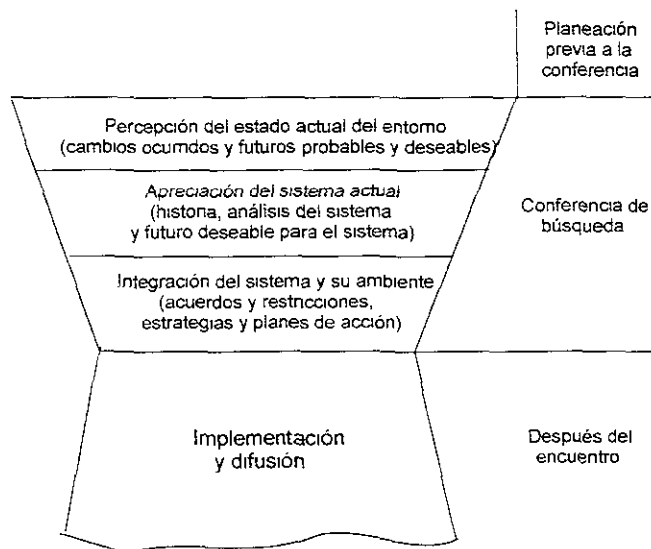 Planeación
previa a la
conferencia
Percepción del estado actual del entorno
(cambios ocurridos y futuros probables y deseables)
Apreciación del sistema actual
(historia, análisis del sistema
y futuro deseable para el sistema)
Conferencia de
búsqueda
Integración del sistema y su ambiente
(acuerdos y restricciones,
estrategias y planes de acción)
Implementación
y difusión
Después del
encuentro